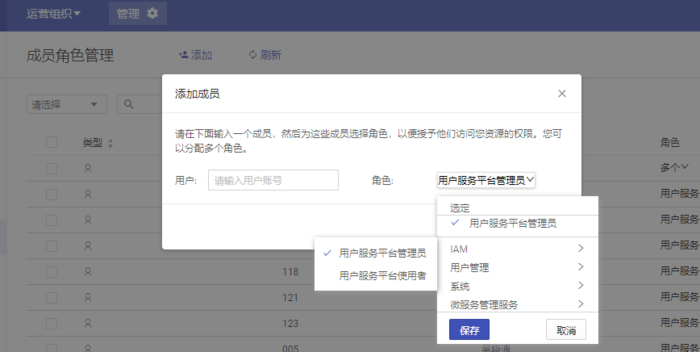 运营组织
管理
成员角色管理
添加
刷新
请选择
类型
角色
多个
用户服务
用户服务
用户服务
添加成员
请在下面输入一个成员，然后为这些成员选择角色，以便授予他们访问您资源的权限。您可
以分配多个角色。
用户:
请输入用户账号
角色:
用户服务平台管理员
选定
用户服务平台管理员
IAM
用户管理
系统
微服务管理服务
保存
取消
用户服务平台管理员
用户服务平台使用者
118
用户服务
121
用户服务
123
用户服务
005
用户服务